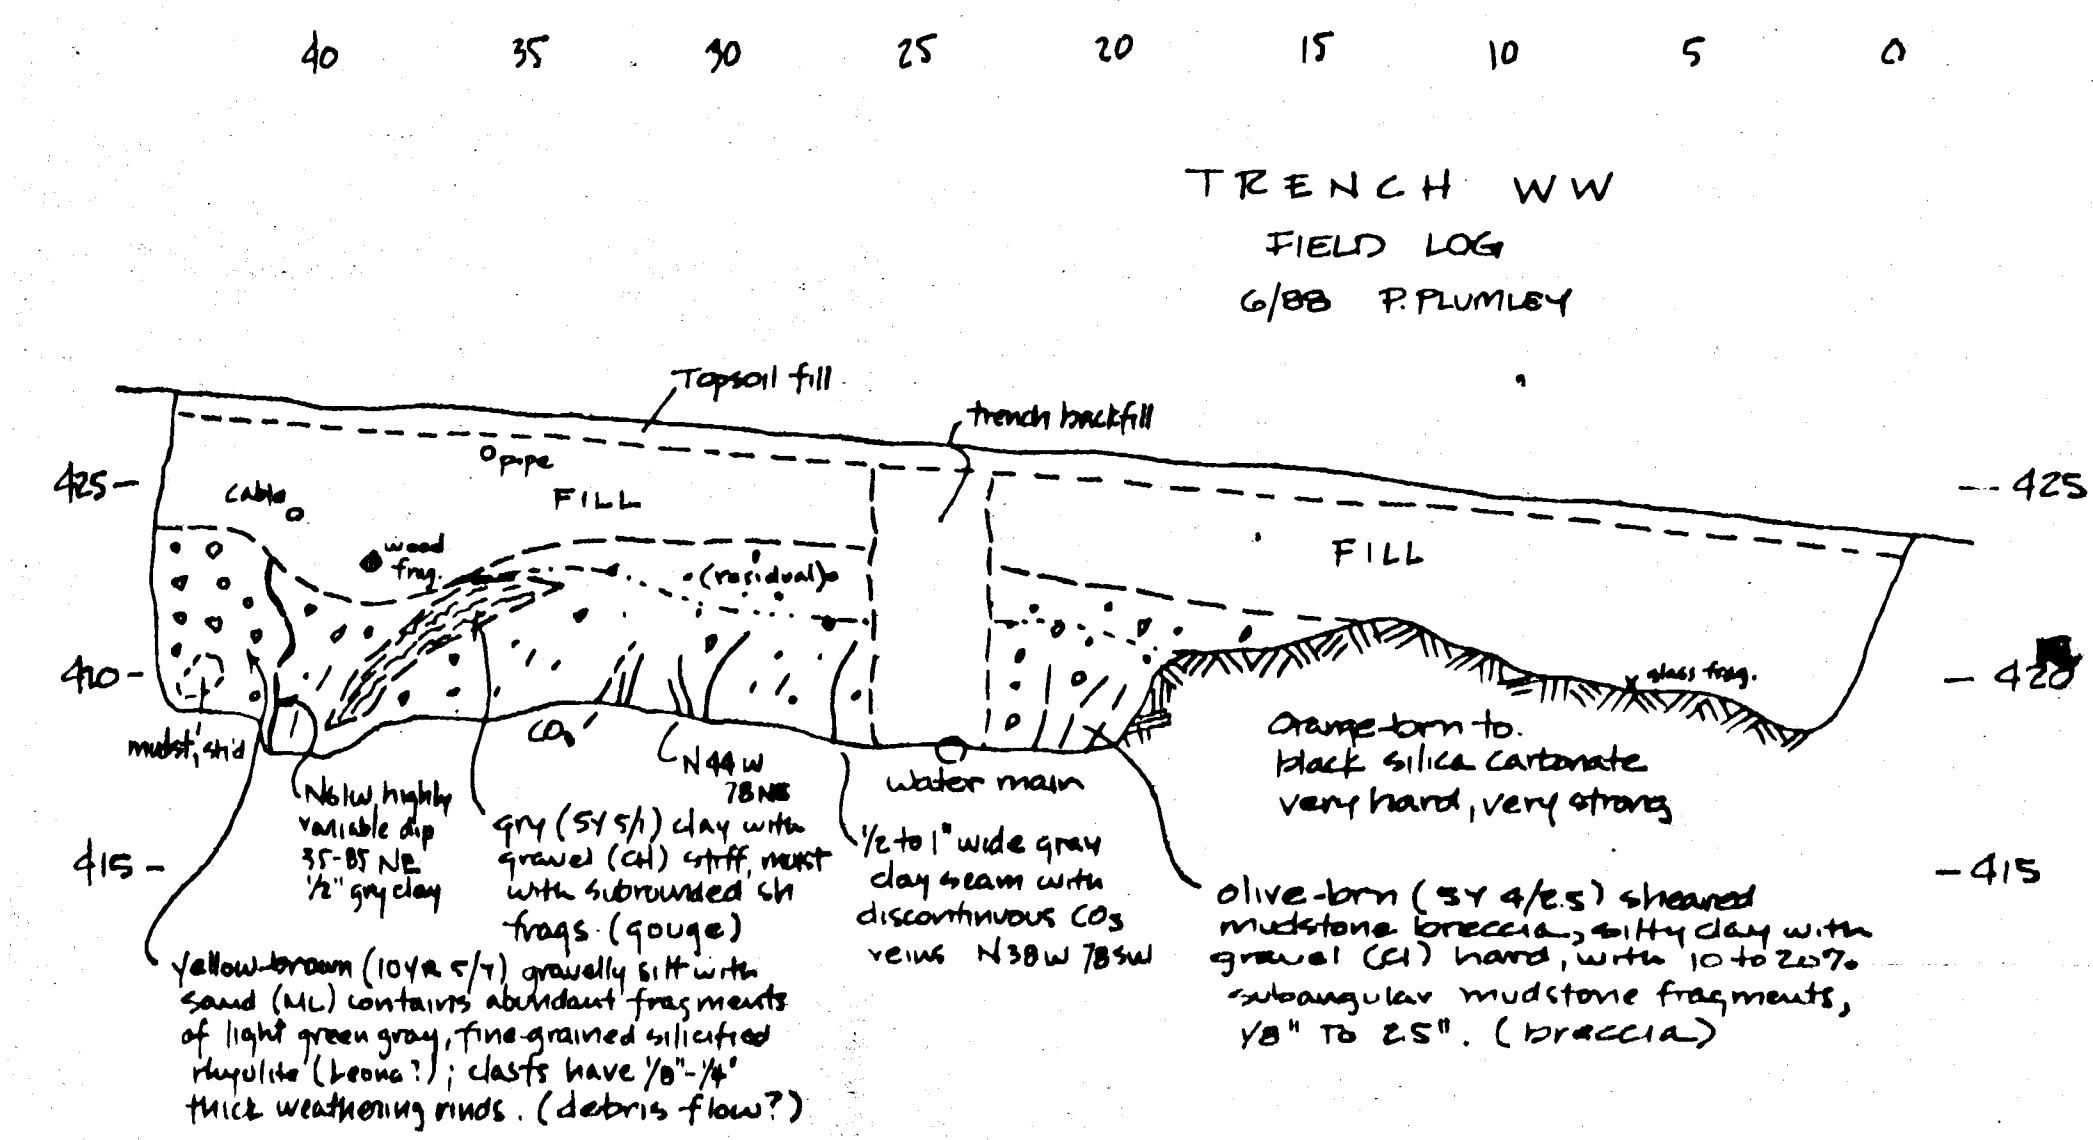 40 35 30 25 20 15 10 5 0
TRENCH WW
FIELD LOG
6/88 P. PLUMLEY
Topsoil fill
trench backfill
pipe
425
425
cable
FILL
FILL
wood
frag.
(residual)
420
420
glass frag.
mudst,
CO3
N44W
78NE
water main
Orange-brn to.
black silica carbonate
very hard, very strong
N61W, highly
variable dip
35-85 NE
1/2" gry clay
gry (5Y 5/1) clay with
gravel (CH) stiff, moist
with subrounded sh
frags. (gouge)
1/2 to 1" wide gray
clay seam with
discontinuous CO3
veins N38W 78SW
415
415
olive-brn (5Y 4/2.5) sheared
mudstone breccia, silty clay with
gravel (Cl) hard, with 10 to 20%
subangular mudstone fragments,
1/8" TO 2.5". (breccia)
Yellow-brown (10YR 5/4) gravelly silt with
sand (ML) contains abundant fragments
of light green gray, fine-grained silicified
rhyolite (Leona?); clasts have 1/8"-1/4"
thick weathering rinds. (debris flow?)